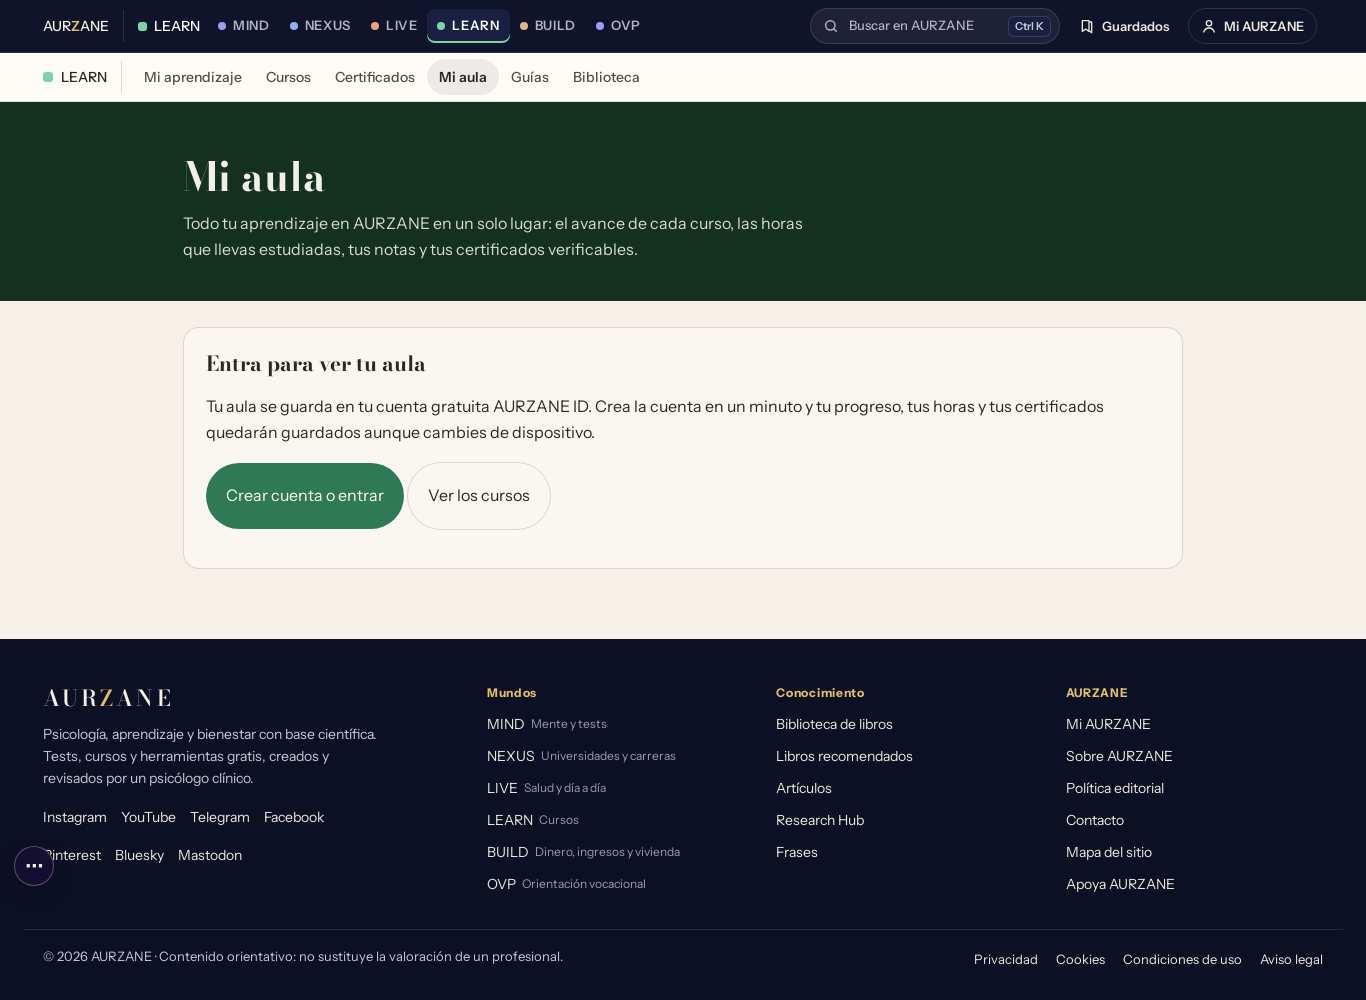 AURZANE
LEARN
MIND
NEXUS
LIVE
LEARN
BUILD
OVP
Buscar en AURZANE
Ctrl K
Guardados
Mi AURZANE
LEARN
Mi aprendizaje
Cursos
Certificados
Mi aula
Guías
Biblioteca
Mi aula
Todo tu aprendizaje en AURZANE en un solo lugar: el avance de cada curso, las horas
que llevas estudiadas, tus notas y tus certificados verificables.
Entra para ver tu aula
Tu aula se guarda en tu cuenta gratuita AURZANE ID. Crea la cuenta en un minuto y tu progreso, tus horas y tus certificados
quedarán guardados aunque cambies de dispositivo.
Crear cuenta o entrar
Ver los cursos
AURZANE
Psicología, aprendizaje y bienestar con base científica.
Tests, cursos y herramientas gratis, creados y
revisados por un psicólogo clínico.
Instagram YouTube Telegram Facebook
Pinterest Bluesky Mastodon
Mundos
MIND Mente y tests
NEXUS Universidades y carreras
LIVE Salud y día a día
LEARN Cursos
BUILD Dinero, ingresos y vivienda
OVP Orientación vocacional
Conocimiento
Biblioteca de libros
Libros recomendados
Artículos
Research Hub
Frases
AURZANE
Mi AURZANE
Sobre AURZANE
Política editorial
Contacto
Mapa del sitio
Apoya AURZANE
© 2026 AURZANE · Contenido orientativo: no sustituye la valoración de un profesional.
Privacidad Cookies Condiciones de uso Aviso legal